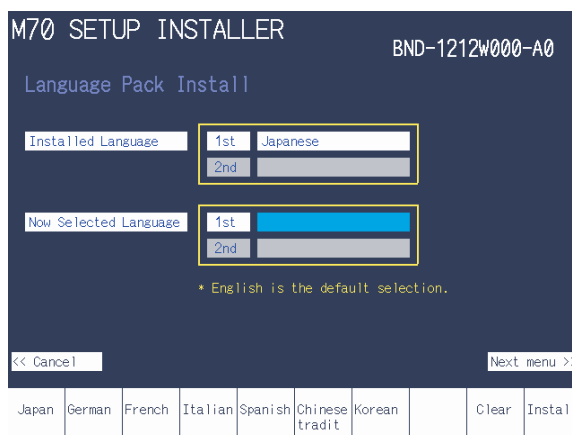 M70 SETUP INSTALLER
BND-1212W000-A0
Language Pack Install
Installed Language
1st Japanese
2nd
Now Selected Language
1st
2nd
* English is the default selection.
<< Cancel
Next menu >
Japan German French Italian Spanish Chinese tradit Korean Clear Instal